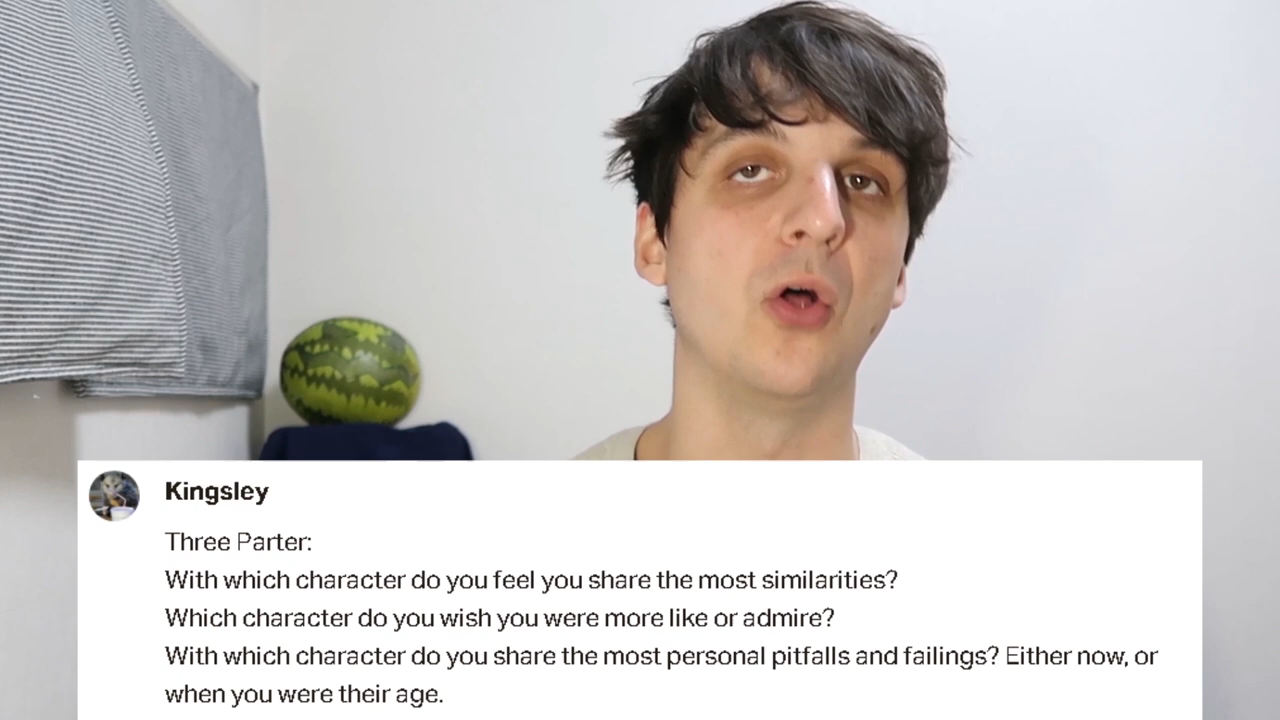 Kingsley
Three Parter:
With which character do you feel you share the most similarities?
Which character do you wish you were more like or admire?
With which character do you share the most personal pitfalls and failings? Either now, or
when you were their age.